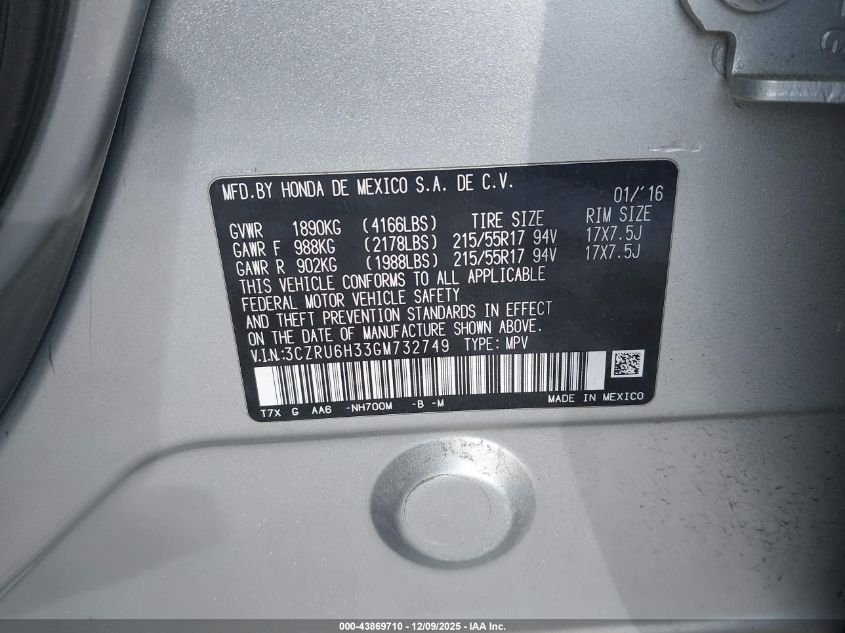 MFD.BY HONDA DE MEXICO S.A. DE C.V.
01/'16
GVWR 1890KG (4166LBS) TIRE SIZE RIM SIZE
GAWR F 988KG (2178LBS) 215/55R17 94V 17X7.5J
GAWR R 902KG (1988LBS) 215/55R17 94V 17X7.5J
THIS VEHICLE CONFORMS TO ALL APPLICABLE
FEDERAL MOTOR VEHICLE SAFETY
AND THEFT PREVENTION STANDARDS IN EFFECT
ON THE DATE OF MANUFACTURE SHOWN ABOVE.
V.I.N:3CZRU6H33GM732749 TYPE: MPV
T7X G AA6 -NH700M -B -M MADE IN MEXICO
000-43869710 - 12/09/2025 - IAA Inc.